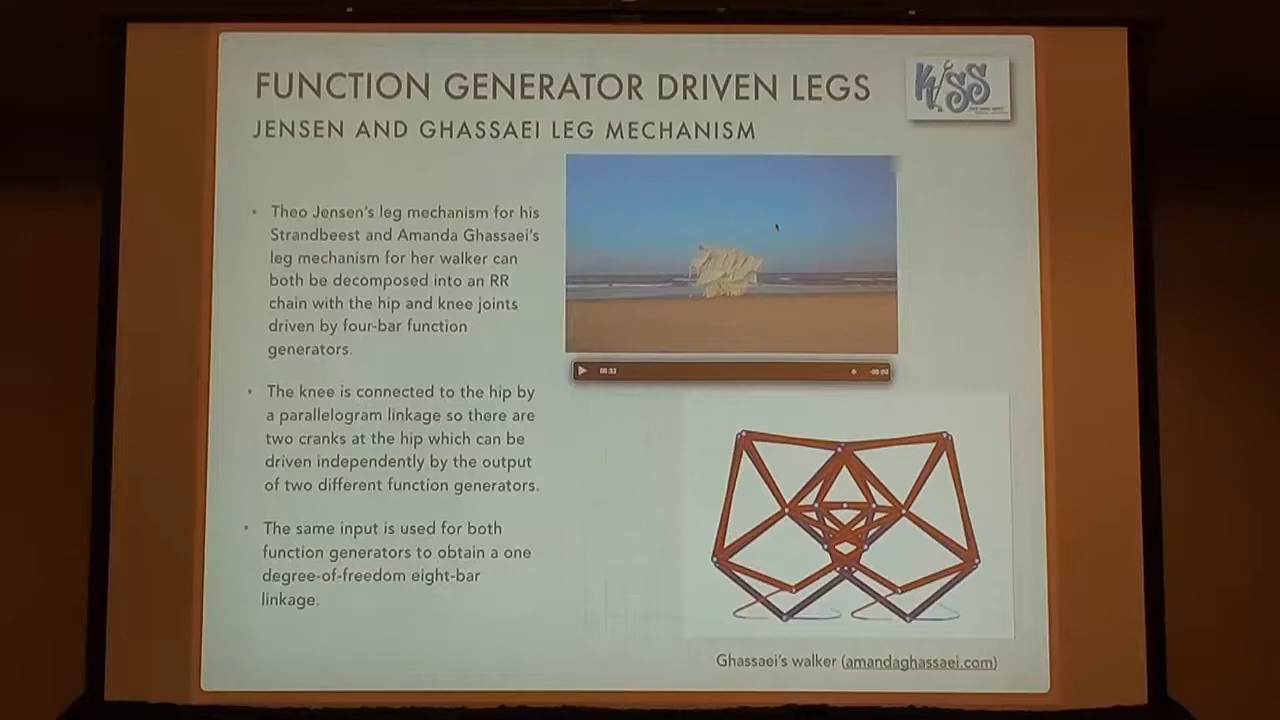 FUNCTION GENERATOR DRIVEN LEGS
KISS
JENSEN AND GHASSAEI LEG MECHANISM
• Theo Jensen's leg mechanism for his
Strandbeest and Amanda Ghassaei's
leg mechanism for her walker can
both be decomposed into an RR
chain with the hip and knee joints
driven by four-bar function
generators.
• The knee is connected to the hip by
a parallelogram linkage so there are
two cranks at the hip which can be
driven independently by the output
of two different function generators.
• The same input is used for both
function generators to obtain a one
degree-of-freedom eight-bar
linkage.
00:53
-00:00
Ghassaei's walker (amandaghassaei.com)